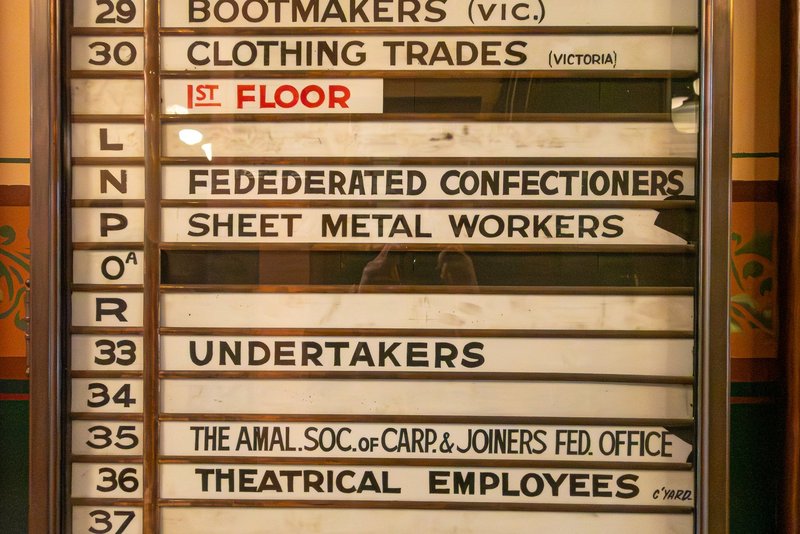 29 BOOTMAKERS (VIC.)
30 CLOTHING TRADES (VICTORIA)
1ST FLOOR
L
N FEDEDERATED CONFECTIONERS
P SHEET METAL WORKERS
OA
R
33 UNDERTAKERS
34
35 THE AMAL.SOC.OF CARP.& JOINERS FED. OFFICE
36 THEATRICAL EMPLOYEES C'YARD.
37